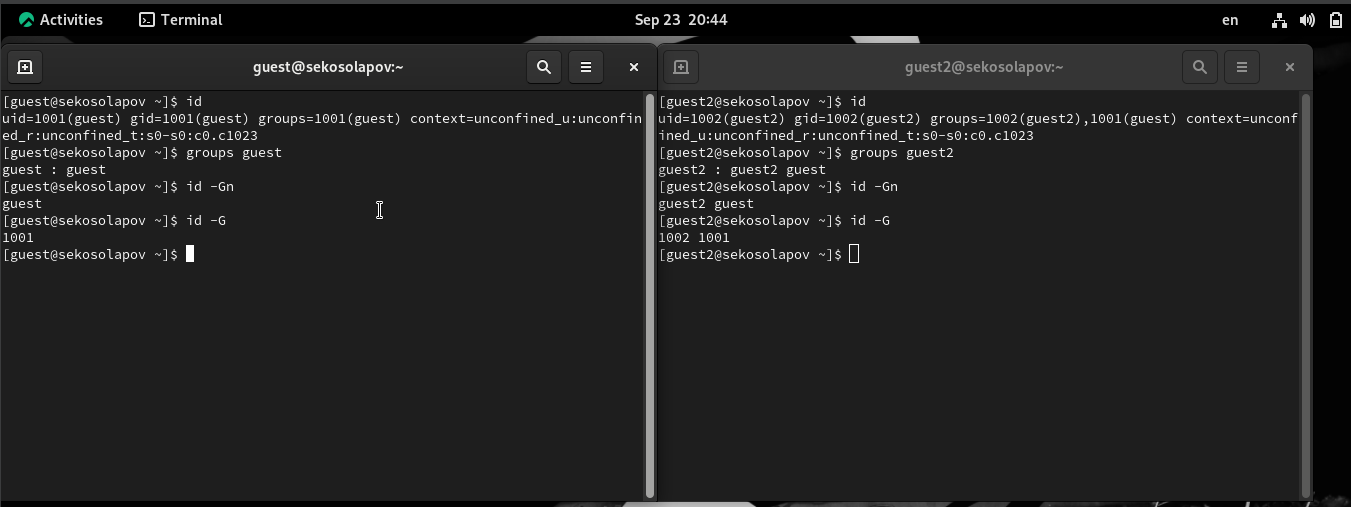 Activities Terminal Sep 23 20:44 en
guest@sekosolapov:~
[guest@sekosolapov ~]$ id
uid=1001(guest) gid=1001(guest) groups=1001(guest) context=unconfined_u:unconfin
ed_r:unconfined_t:s0-s0:c0.c1023
[guest@sekosolapov ~]$ groups guest
guest : guest
[guest@sekosolapov ~]$ id -Gn
guest
[guest@sekosolapov ~]$ id -G
1001
[guest@sekosolapov ~]$
guest2@sekosolapov:~
[guest2@sekosolapov ~]$ id
uid=1002(guest2) gid=1002(guest2) groups=1002(guest2),1001(guest) context=unconf
ined_u:unconfined_r:unconfined_t:s0-s0:c0.c1023
[guest2@sekosolapov ~]$ groups guest2
guest2 : guest2 guest
[guest2@sekosolapov ~]$ id -Gn
guest2 guest
[guest2@sekosolapov ~]$ id -G
1002 1001
[guest2@sekosolapov ~]$